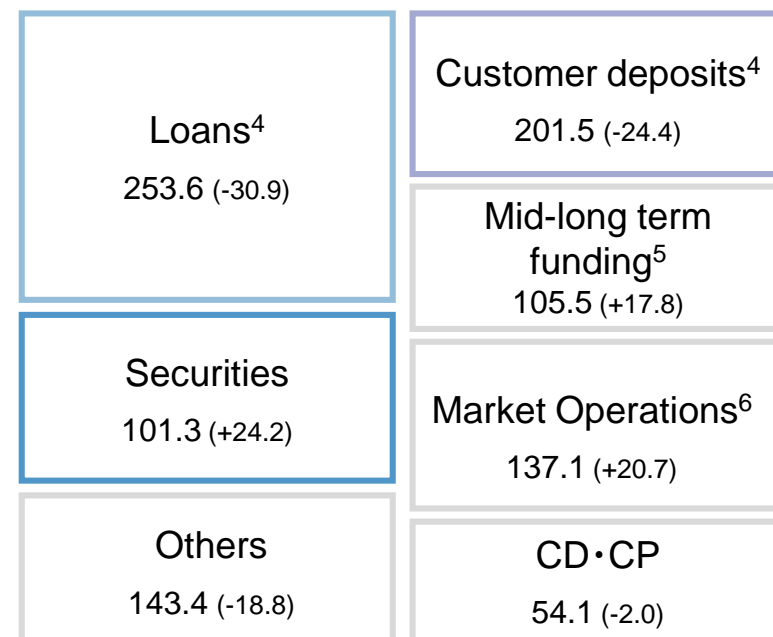 Loans4
253.6 (-30.9)
Securities
101.3 (+24.2)
Others
143.4 (-18.8)
Customer deposits4
201.5 (-24.4)
Mid-long term
funding5
105.5 (+17.8)
Market Operations6
137.1 (+20.7)
CD・CP
54.1 (-2.0)